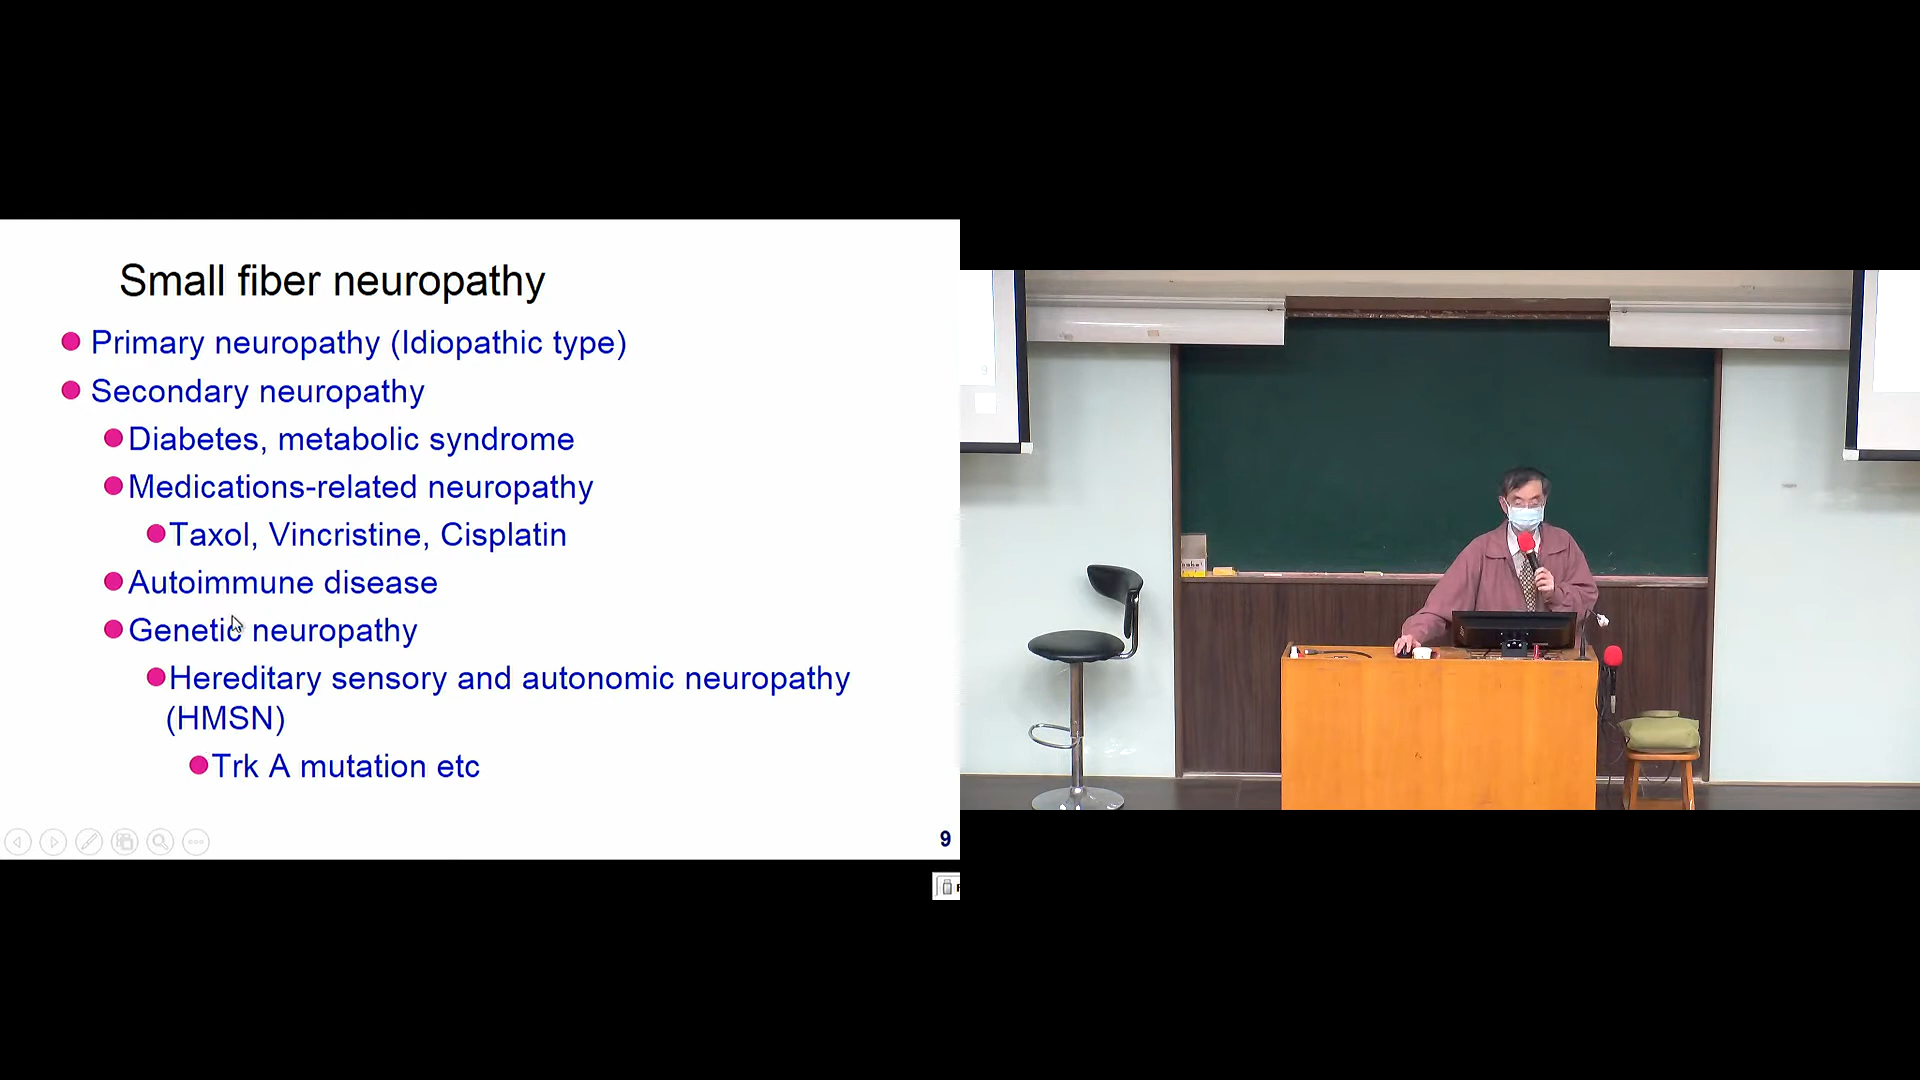 Small fiber neuropathy
Primary neuropathy (Idiopathic type)
Secondary neuropathy
Diabetes, metabolic syndrome
Medications-related neuropathy
Taxol, Vincristine, Cisplatin
Autoimmune disease
Genetic neuropathy
Hereditary sensory and autonomic neuropathy
(HMSN)
Trk A mutation etc
9